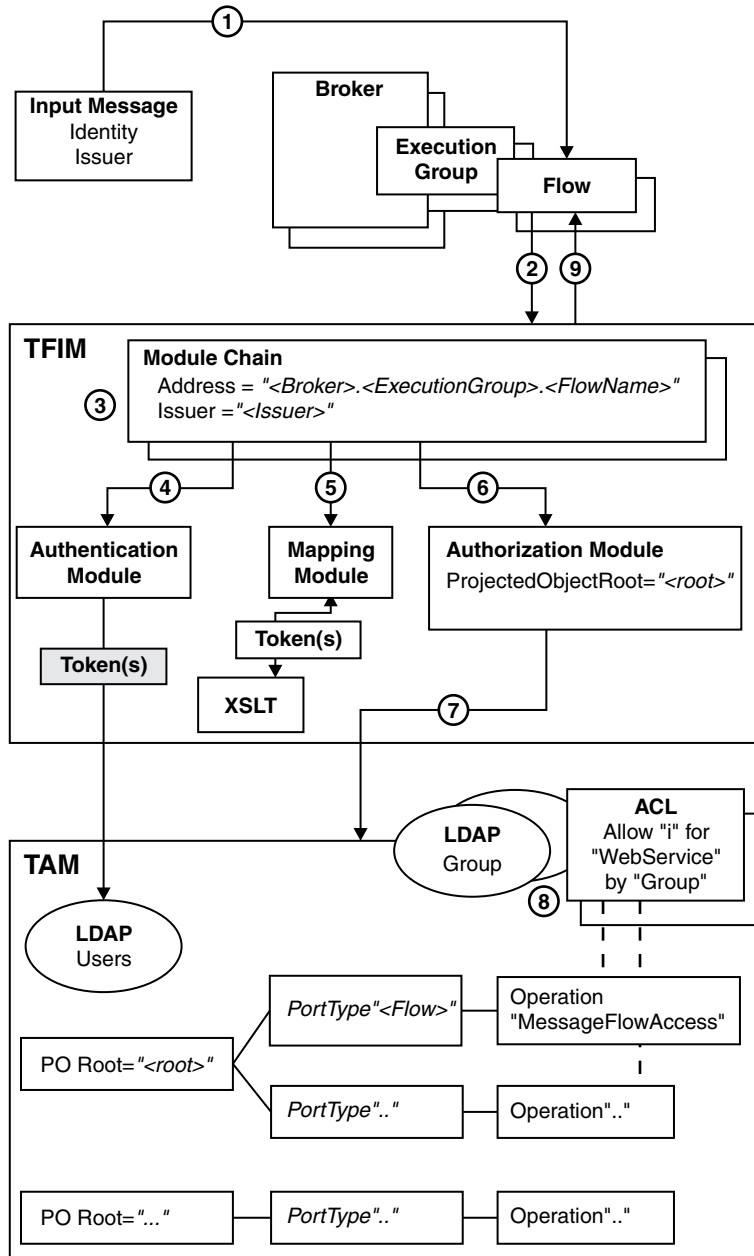 1
Input Message
Identity
Issuer
Broker
Execution
Group
Flow
2
9
TFIM
Module Chain
Address = "<Broker>.<ExecutionGroup>.<FlowName>"
Issuer ="<Issuer>"
3
4
5
6
Authentication
Module
Mapping
Module
Authorization Module
ProjectedObjectRoot="<root>"
Token(s)
Token(s)
XSLT
7
TAM
LDAP
Group
ACL
Allow "i" for
"WebService"
by "Group"
8
LDAP
Users
PortType"<Flow>"
Operation
"MessageFlowAccess"
PO Root="<root>"
PortType".."
Operation".."
PO Root="..."
PortType".."
Operation".."